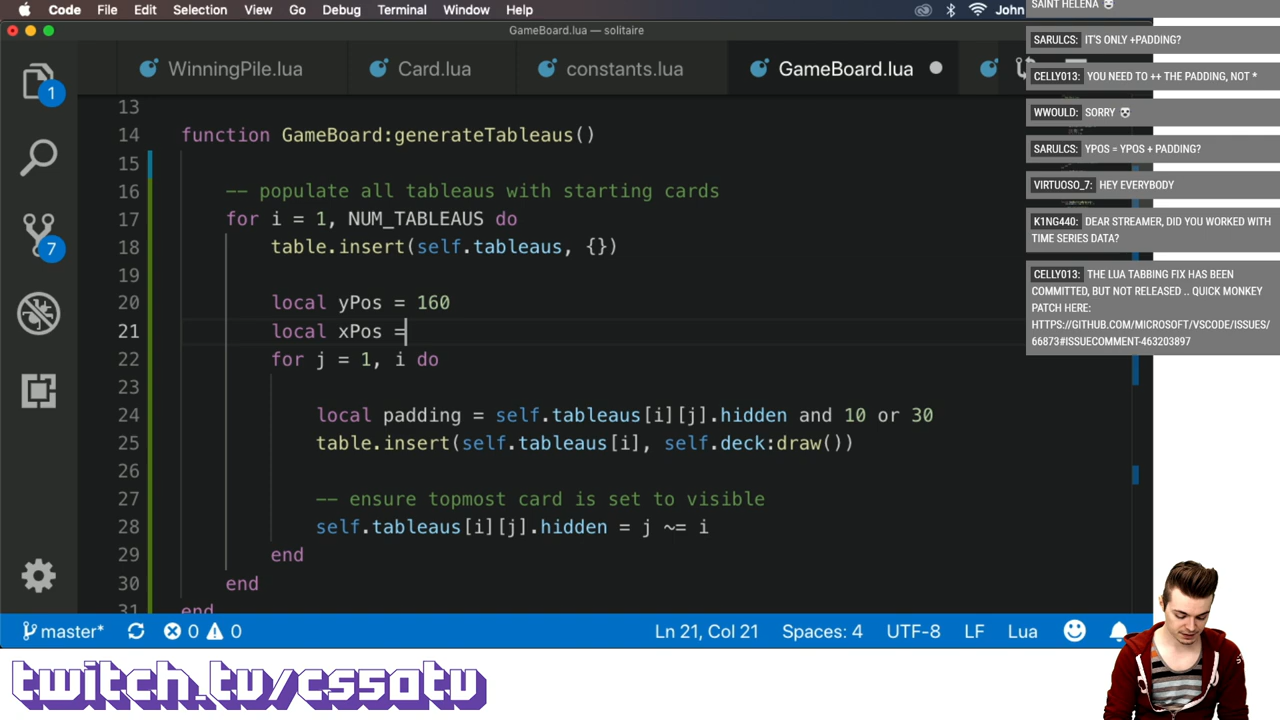 Code File Edit Selection View Go Debug Terminal Window Help John
GameBoard.lua — solitaire
WinningPile.lua Card.lua constants.lua GameBoard.lua
1
7
13
14 function GameBoard:generateTableaus()
15
16 -- populate all tableaus with starting cards
17 for i = 1, NUM_TABLEAUS do
18 table.insert(self.tableaus, {})
19
20 local yPos = 160
21 local xPos =
22 for j = 1, i do
23
24 local padding = self.tableaus[i][j].hidden and 10 or 30
25 table.insert(self.tableaus[i], self.deck:draw())
26
27 -- ensure topmost card is set to visible
28 self.tableaus[i][j].hidden = j ~= i
29 end
30 end
31 end
master* 0 0 Ln 21, Col 21 Spaces: 4 UTF-8 LF Lua
SAINT HELENA
SARULCS: IT'S ONLY +PADDING?
CELLY013: YOU NEED TO ++ THE PADDING, NOT *
WWOULD: SORRY
SARULCS: YPOS = YPOS + PADDING?
VIRTUOSO_7: HEY EVERYBODY
K1NG440: DEAR STREAMER, DID YOU WORKED WITH
TIME SERIES DATA?
CELLY013: THE LUA TABBING FIX HAS BEEN
COMMITTED, BUT NOT RELEASED .. QUICK MONKEY
PATCH HERE:
HTTPS://GITHUB.COM/MICROSOFT/VSCODE/ISSUES/
66873#ISSUECOMMENT-463203897
twitch.tv/cssatv